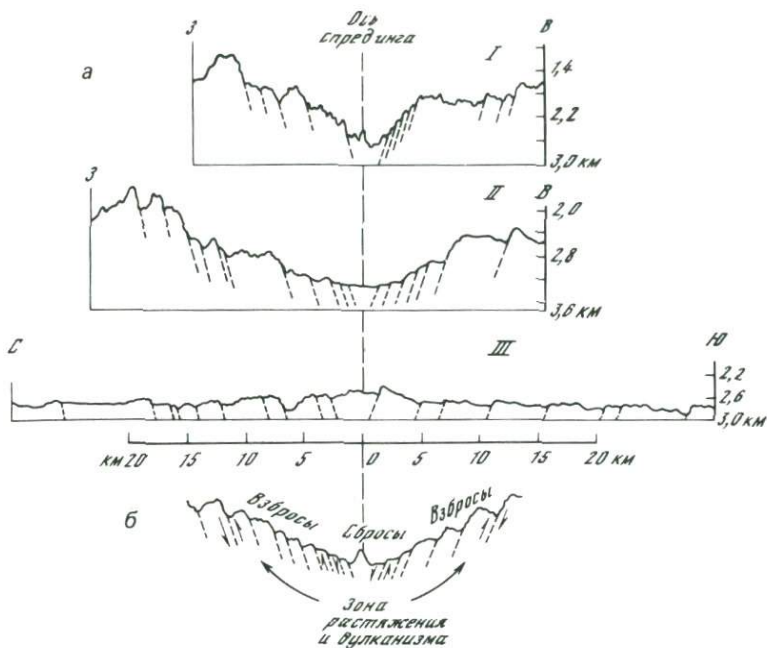 Ось
спрединга
а
З
I
В
1,4
2,2
3,0 км
З
II
В
2,0
2,8
3,6 км
С
III
Ю
2,2
2,6
3,0 км
км 20 15 10 5 0 5 10 15 20 км
б
Взбросы
Сбросы
Взбросы
Зона
растяжения
и вулканизма